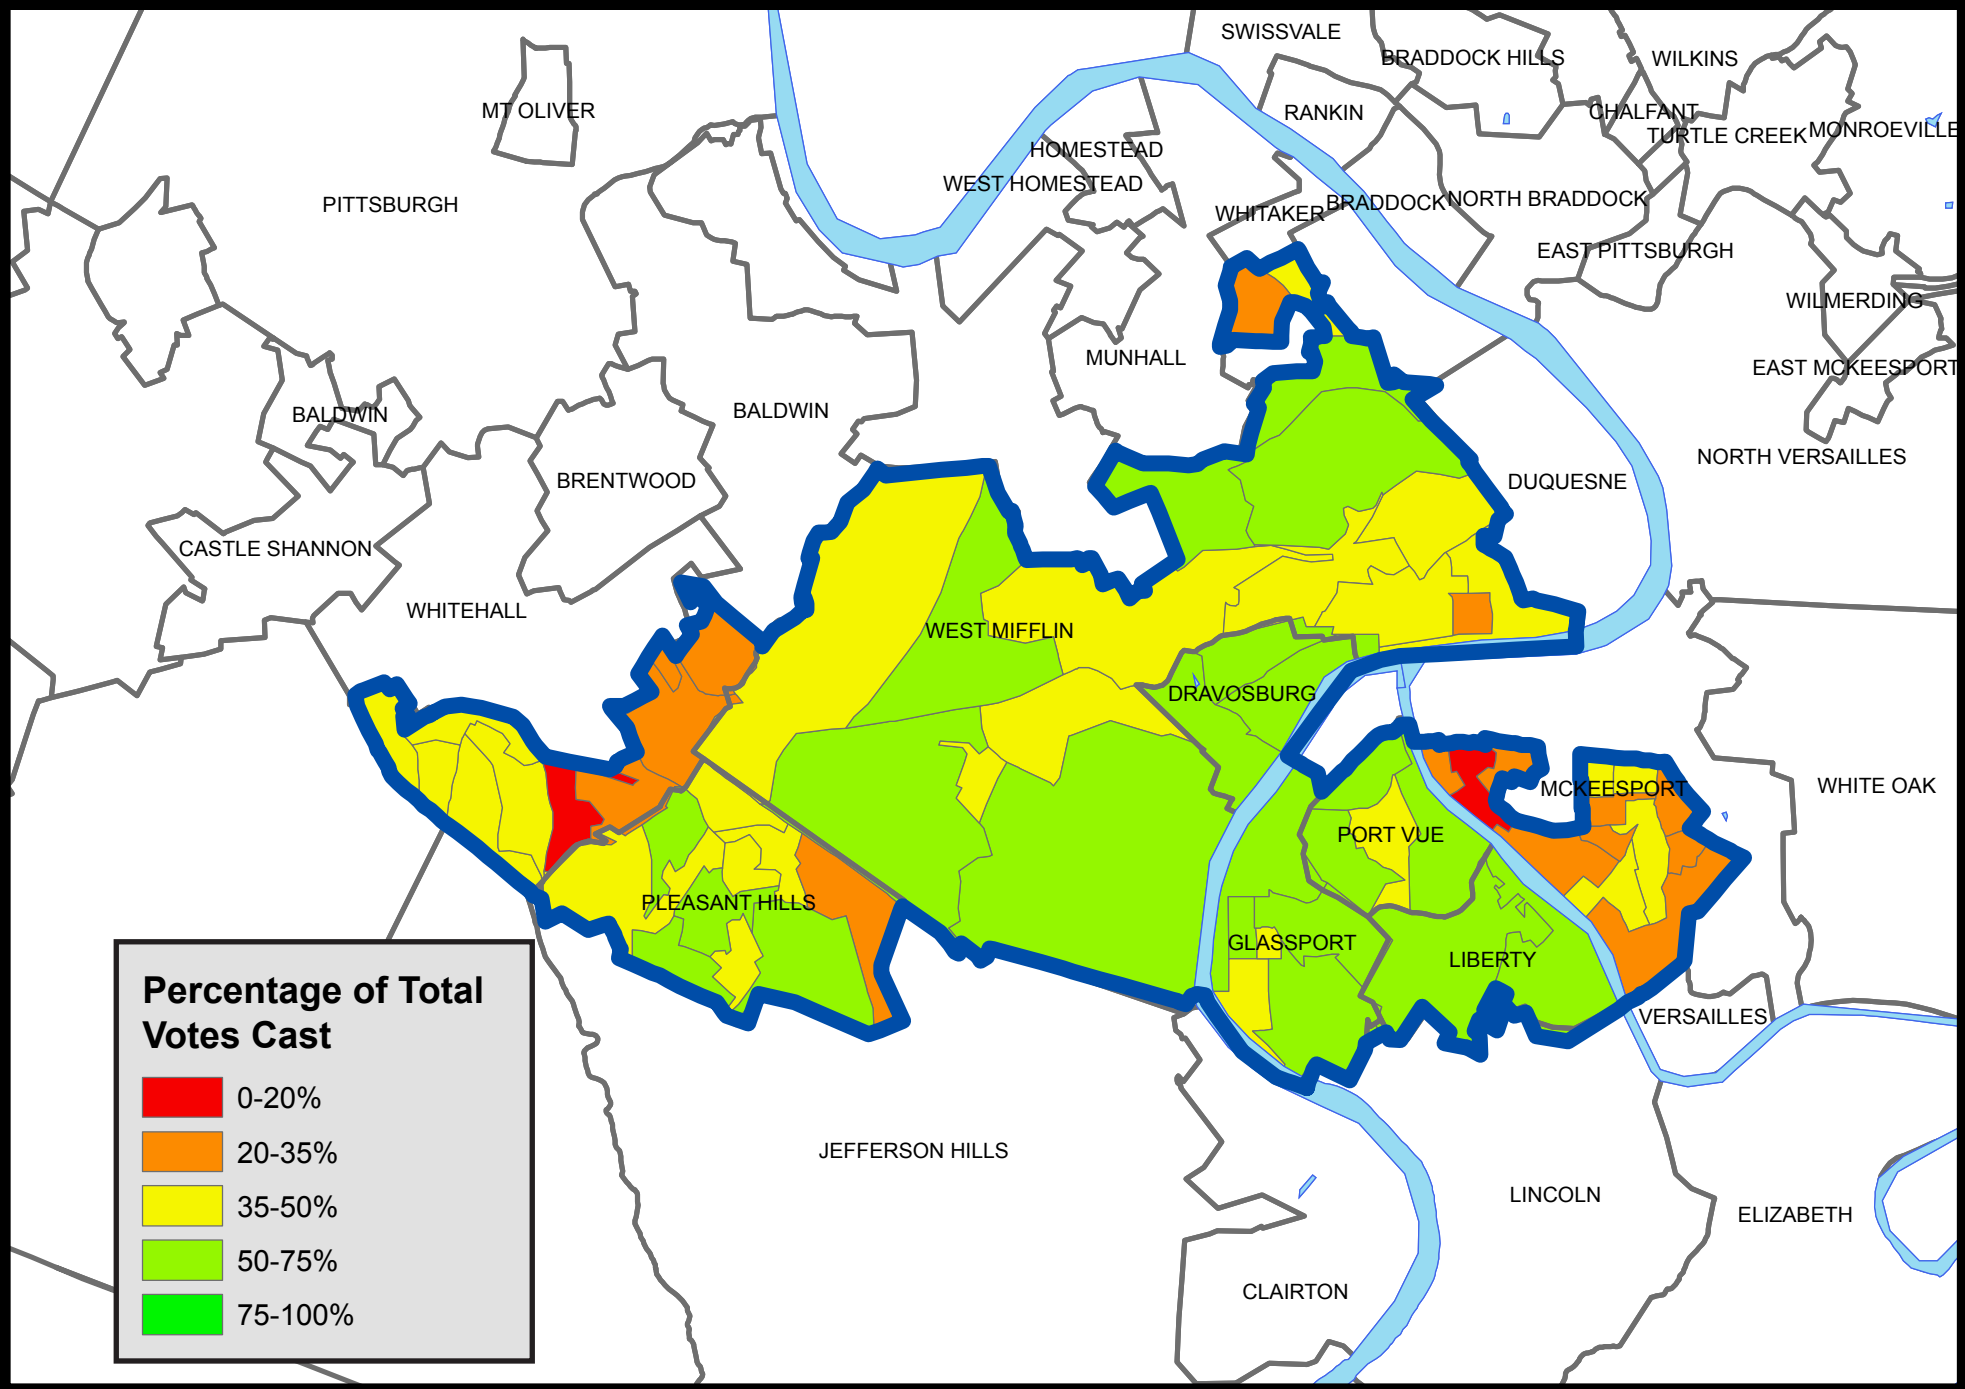 SWISSVALE
BRADDOCK HILLS
WILKINS
MT OLIVER
RANKIN
CHALFANT
TURTLE CREEK
MONROEVILLE
HOMESTEAD
WEST HOMESTEAD
PITTSBURGH
WHITAKER
BRADDOCK
NORTH BRADDOCK
EAST PITTSBURGH
WILMERDING
MUNHALL
EAST MCKEESPORT
BALDWIN
BALDWIN
BRENTWOOD
DUQUESNE
NORTH VERSAILLES
CASTLE SHANNON
WHITEHALL
WEST MIFFLIN
DRAVOSBURG
MCKEESPORT
WHITE OAK
PORT VUE
PLEASANT HILLS
GLASSPORT
LIBERTY
VERSAILLES
JEFFERSON HILLS
LINCOLN
ELIZABETH
CLAIRTON
Percentage of Total
Votes Cast
0-20%
20-35%
35-50%
50-75%
75-100%